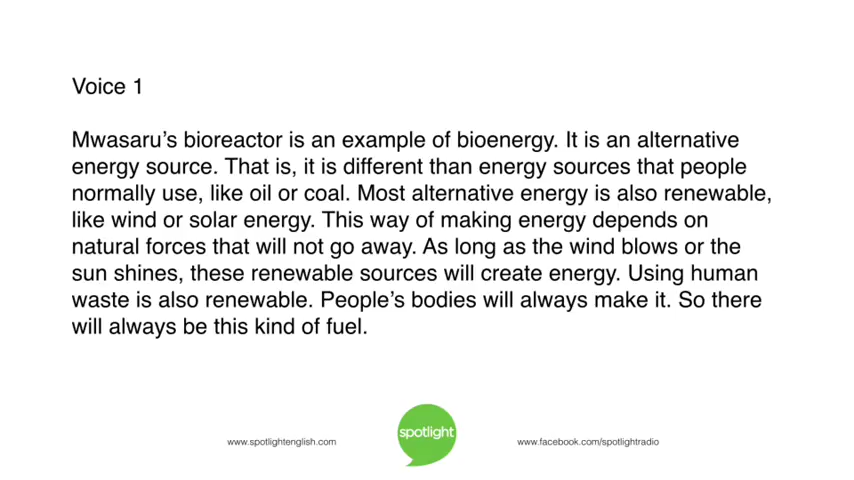 Voice 1
Mwasaru’s bioreactor is an example of bioenergy. It is an alternative
energy source. That is, it is different than energy sources that people
normally use, like oil or coal. Most alternative energy is also renewable,
like wind or solar energy. This way of making energy depends on
natural forces that will not go away. As long as the wind blows or the
sun shines, these renewable sources will create energy. Using human
waste is also renewable. People’s bodies will always make it. So there
will always be this kind of fuel.
www.spotlightenglish.com
spotlight
www.facebook.com/spotlightradio